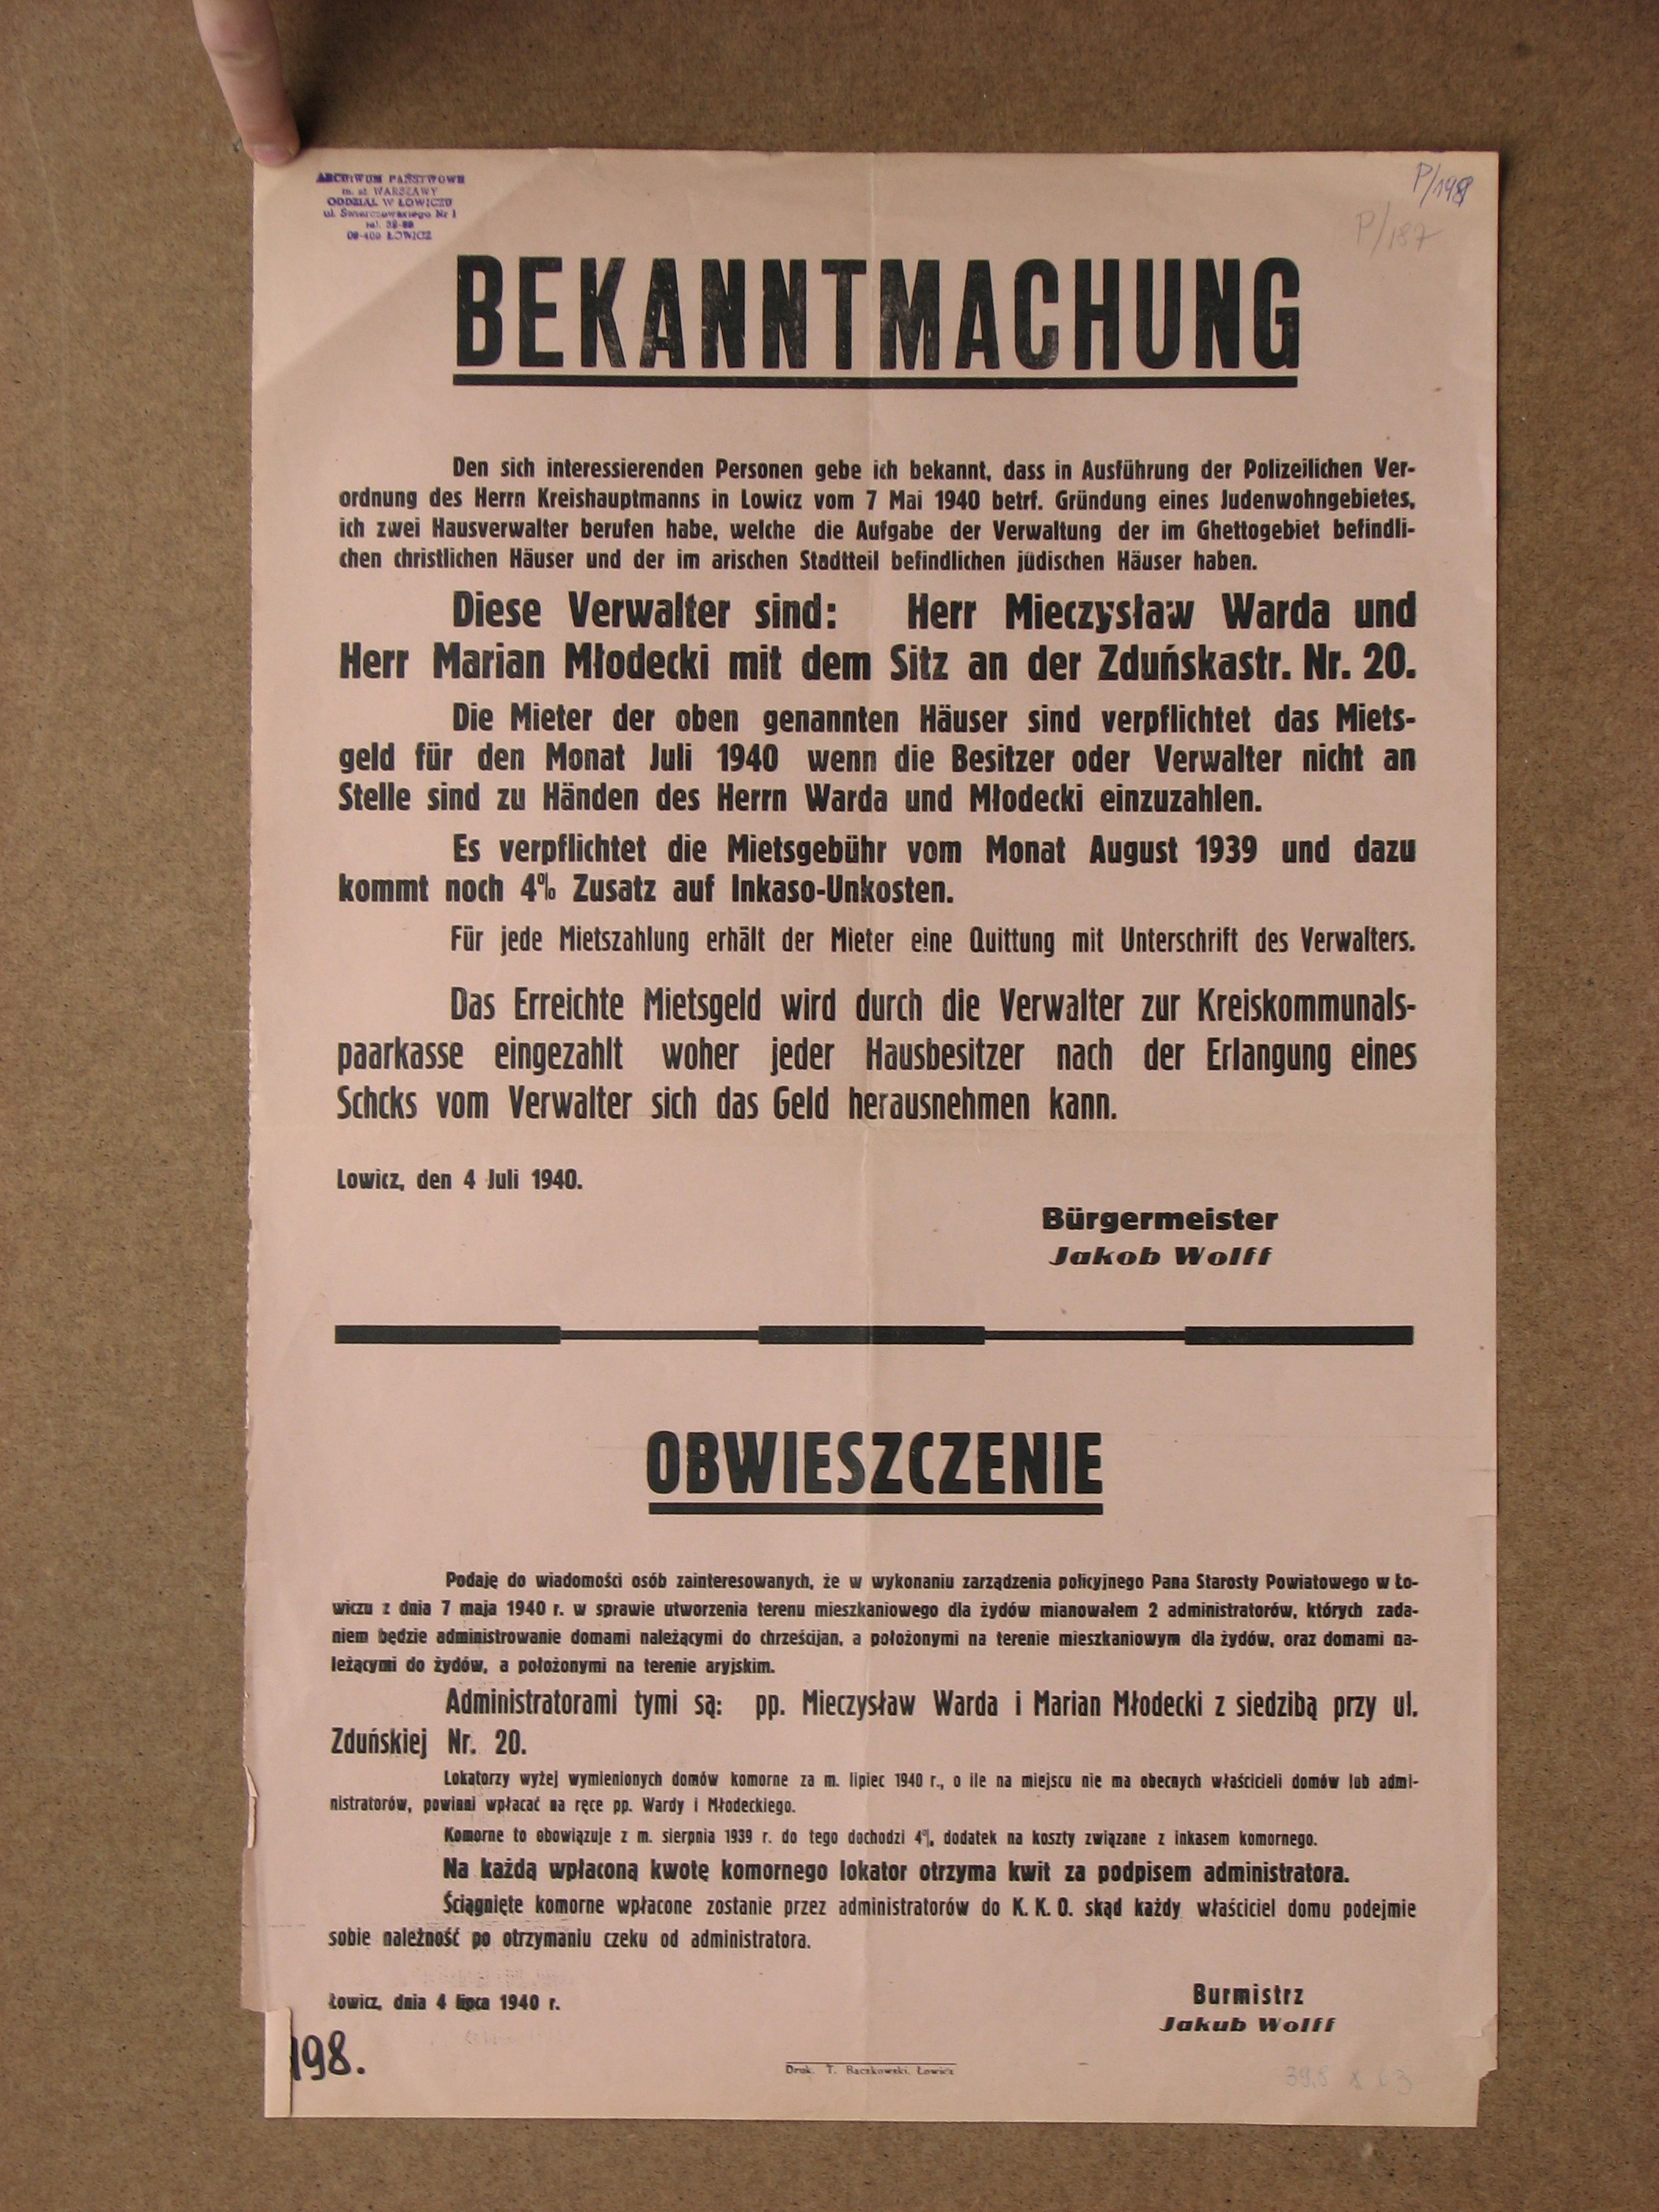 ARCHIWUM PAŃSTWOWE
m. st. WARSZAWY
ODDZIAŁ W ŁOWICZU
ul. Świerczewskiego Nr 1
tel.
ŁOWICZ
P/198
P/187
BEKANNTMACHUNG
Den sich interessierenden Personen gebe ich bekannt, dass in Ausführung der Polizeilichen Ver-
ordnung des Herrn Kreishauptmanns in Lowicz vom 7 Mai 1940 betrf. Gründung eines Judenwohngebietes,
ich zwei Hausverwalter berufen habe, welche die Aufgabe der Verwaltung der im Ghettogebiet befindli-
chen christlichen Häuser und der im arischen Stadtteil befindlichen jüdischen Häuser haben.
Diese Verwalter sind: Herr Mieczysław Warda und
Herr Marian Młodecki mit dem Sitz an der Zduńskastr. Nr. 20.
Die Mieter der oben genannten Häuser sind verpflichtet das Miets-
geld für den Monat Juli 1940 wenn die Besitzer oder Verwalter nicht an
Stelle sind zu Händen des Herrn Warda und Młodecki einzuzahlen.
Es verpflichtet die Mietsgebühr vom Monat August 1939 und dazu
kommt noch 4% Zusatz auf Inkaso-Unkosten.
Für jede Mietszahlung erhält der Mieter eine Quittung mit Unterschrift des Verwalters.
Das Erreichte Mietsgeld wird durch die Verwalter zur Kreiskommunals-
paarkasse eingezahlt woher jeder Hausbesitzer nach der Erlangung eines
Schcks vom Verwalter sich das Geld herausnehmen kann.
Lowicz, den 4 Juli 1940.
Bürgermeister
Jakob Wolff
OBWIESZCZENIE
Podaję do wiadomości osób zainteresowanych, że w wykonaniu zarządzenia policyjnego Pana Starosty Powiatowego w Ło-
wiczu z dnia 7 maja 1940 r. w sprawie utworzenia terenu mieszkaniowego dla żydów mianowałem 2 administratorów, których zada-
niem będzie administrowanie domami należącymi do chrześcijan, a położonymi na terenie mieszkaniowym dla żydów, oraz domami na-
leżącymi do żydów, a położonymi na terenie aryjskim.
Administratorami tymi są: pp. Mieczysław Warda i Marian Młodecki z siedzibą przy ul.
Zduńskiej Nr. 20.
Lokatorzy wyżej wymienionych domów komorne za m. lipiec 1940 r., o ile na miejscu nie ma obecnych właścicieli domów lub admi-
nistratorów, powinni wpłacać na ręce pp. Wardy i Młodeckiego.
Komorne to obowiązuje z m. sierpnia 1939 r. do tego dochodzi 4%, dodatek na koszty związane z inkasem komornego.
Na każdą wpłaconą kwotę komornego lokator otrzyma kwit za podpisem administratora.
Ściągnięte komorne wpłacone zostanie przez administratorów do K. K. O. skąd każdy właściciel domu podejmie
sobie należność po otrzymaniu czeku od administratora.
Łowicz, dnia 4 lipca 1940 r.
Burmistrz
Jakub Wolff
198.
Druk. T. Baczkowski, Łowicz
39,5 x 63